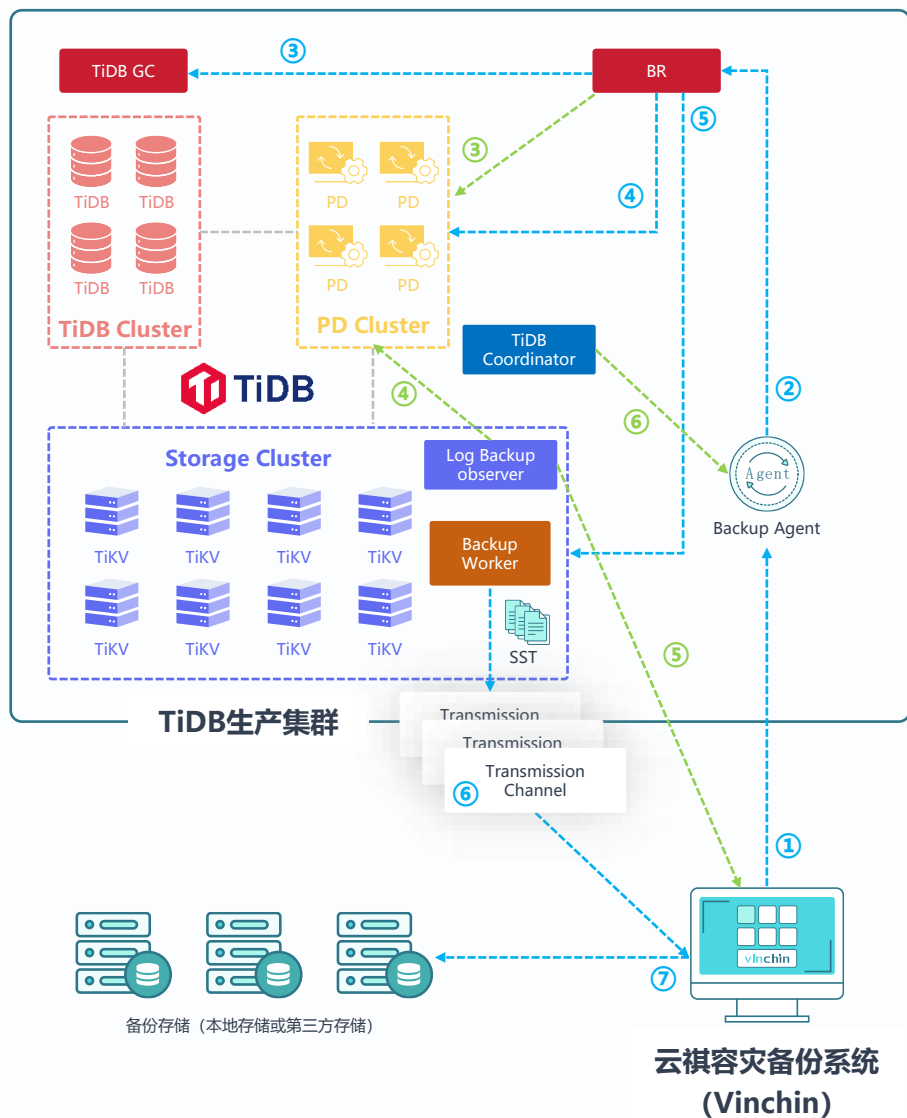 ③
TiDB GC
BR
⑤
③
④
TiDB
TiDB
TiDB
TiDB
TiDB Cluster
PD
PD
PD
PD
PD Cluster
TiDB
Coordinator
TiDB
④
⑥
②
Agent
Backup Agent
Storage Cluster
Log Backup
observer
TiKV
TiKV
TiKV
TiKV
Backup
Worker
TiKV
TiKV
TiKV
TiKV
SST
⑤
TiDB生产集群
Transmission
Transmission
Transmission
Channel
⑥
①
vinchin
⑦
备份存储（本地存储或第三方存储）
云祺容灾备份系统
（Vinchin）